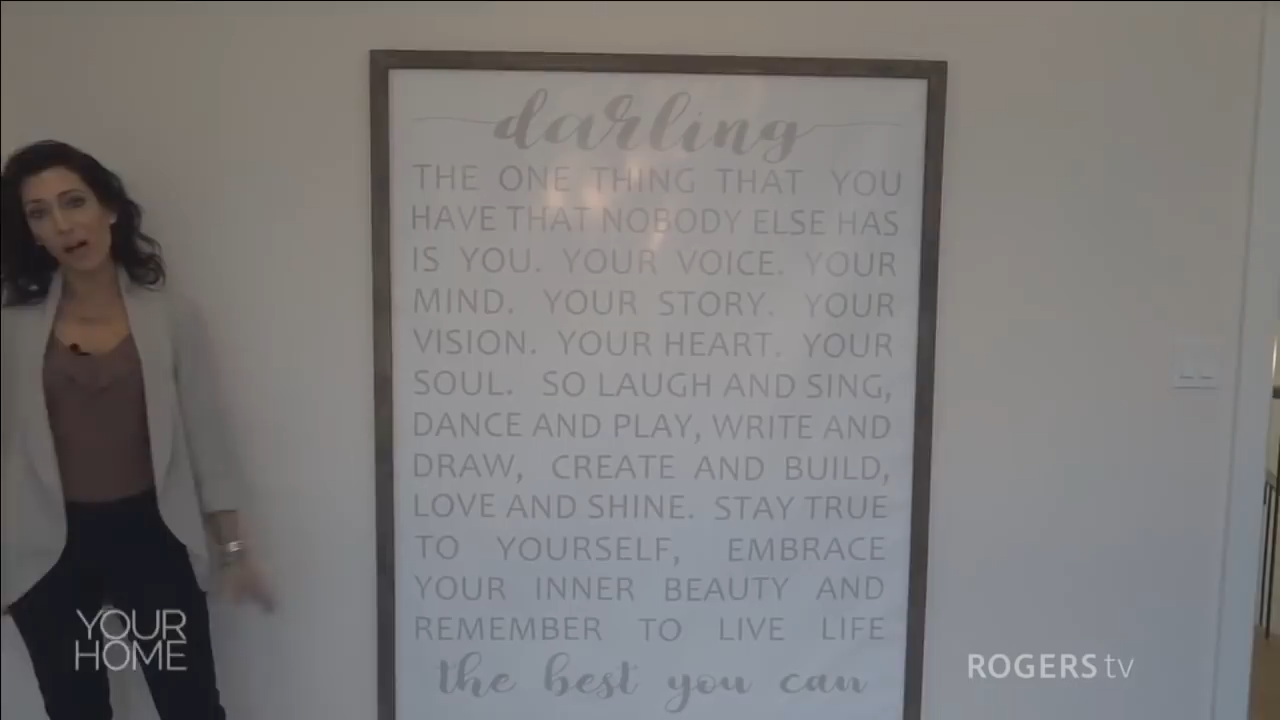 darling
THE ONE THING THAT YOU
HAVE THAT NOBODY ELSE HAS
IS YOU. YOUR VOICE. YOUR
MIND. YOUR STORY. YOUR
VISION. YOUR HEART. YOUR
SOUL. SO LAUGH AND SING,
DANCE AND PLAY, WRITE AND
DRAW, CREATE AND BUILD,
LOVE AND SHINE. STAY TRUE
TO YOURSELF, EMBRACE
YOUR INNER BEAUTY AND
REMEMBER TO LIVE LIFE
the best you can
YOUR
HOME
ROGERS tv